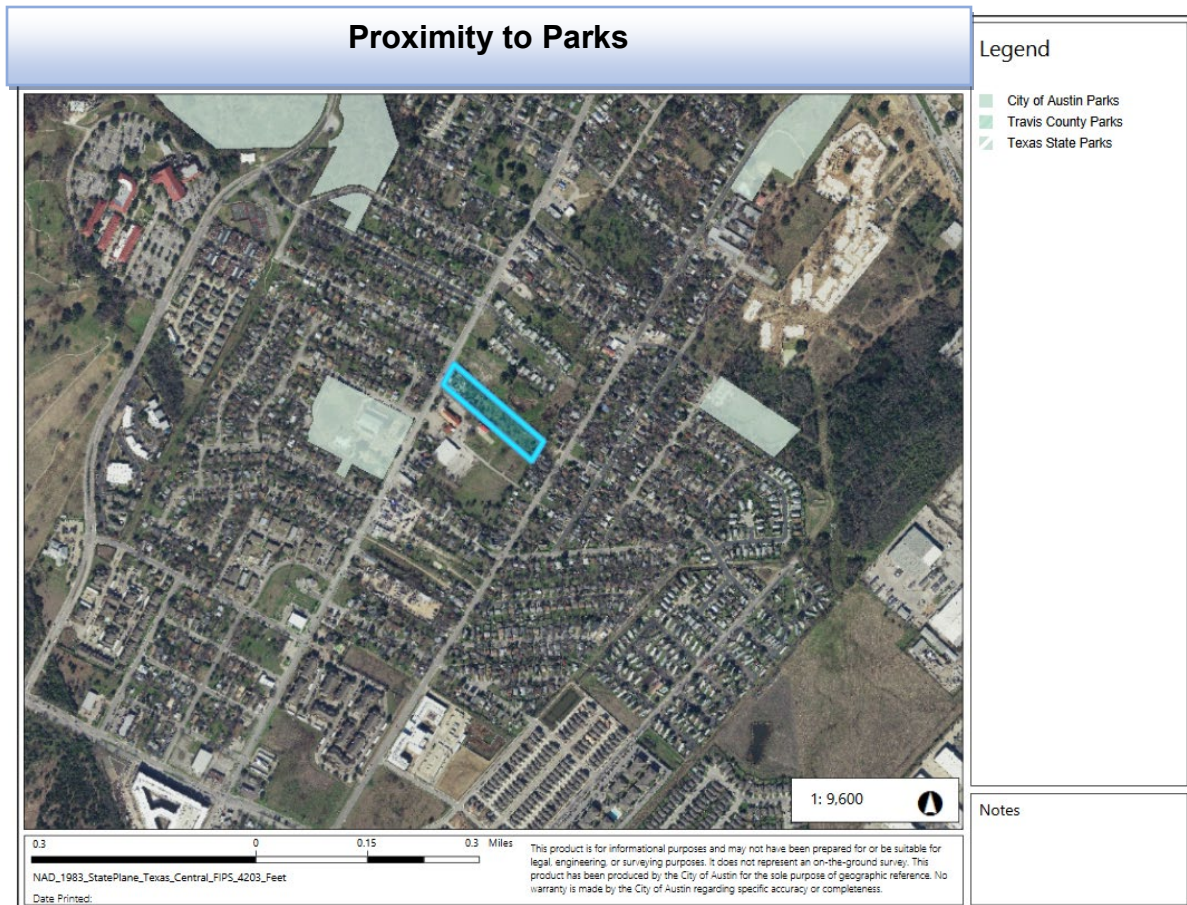 Proximity to Parks
Legend
City of Austin Parks
Travis County Parks
Texas State Parks
1: 9,600
Notes
0.3 0 0.15 0.3 Miles
NAD_1983_StatePlane_Texas_Central_FIPS_4203_Feet
Date Printed:
This product is for informational purposes and may not have been prepared for or be suitable for
legal, engineering, or surveying purposes. It does not represent an on-the-ground survey. This
product has been produced by the City of Austin for the sole purpose of geographic reference. No
warranty is made by the City of Austin regarding specific accuracy or completeness.